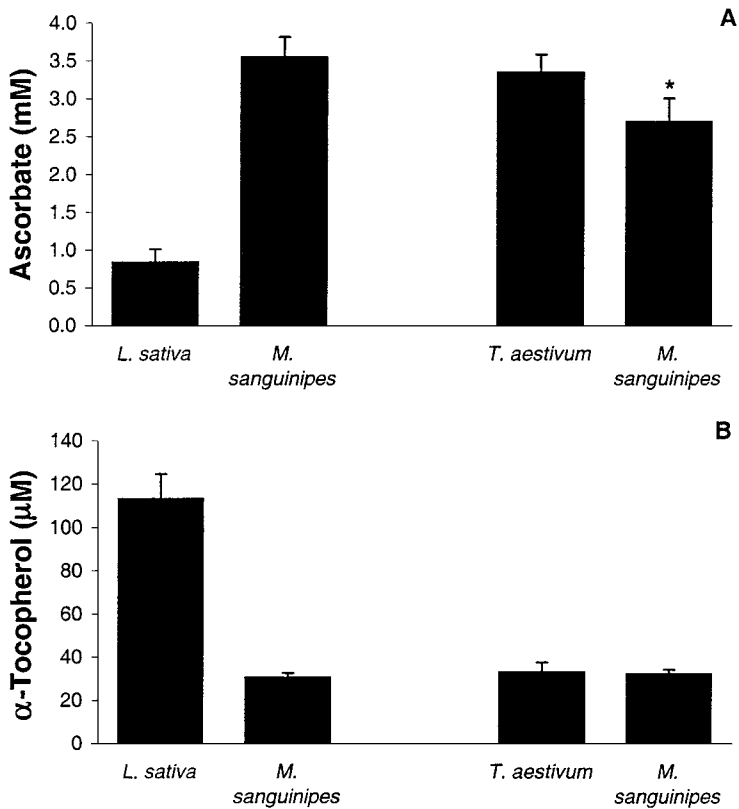 A
Ascorbate (mM)
4.0
3.5
3.0
2.5
2.0
1.5
1.0
0.5
0.0
*
L. sativa
M.
sanguinipes
T. aestivum
M.
sanguinipes
B
α-Tocopherol (μM)
140
120
100
80
60
40
20
0
L. sativa
M.
sanguinipes
T. aestivum
M.
sanguinipes